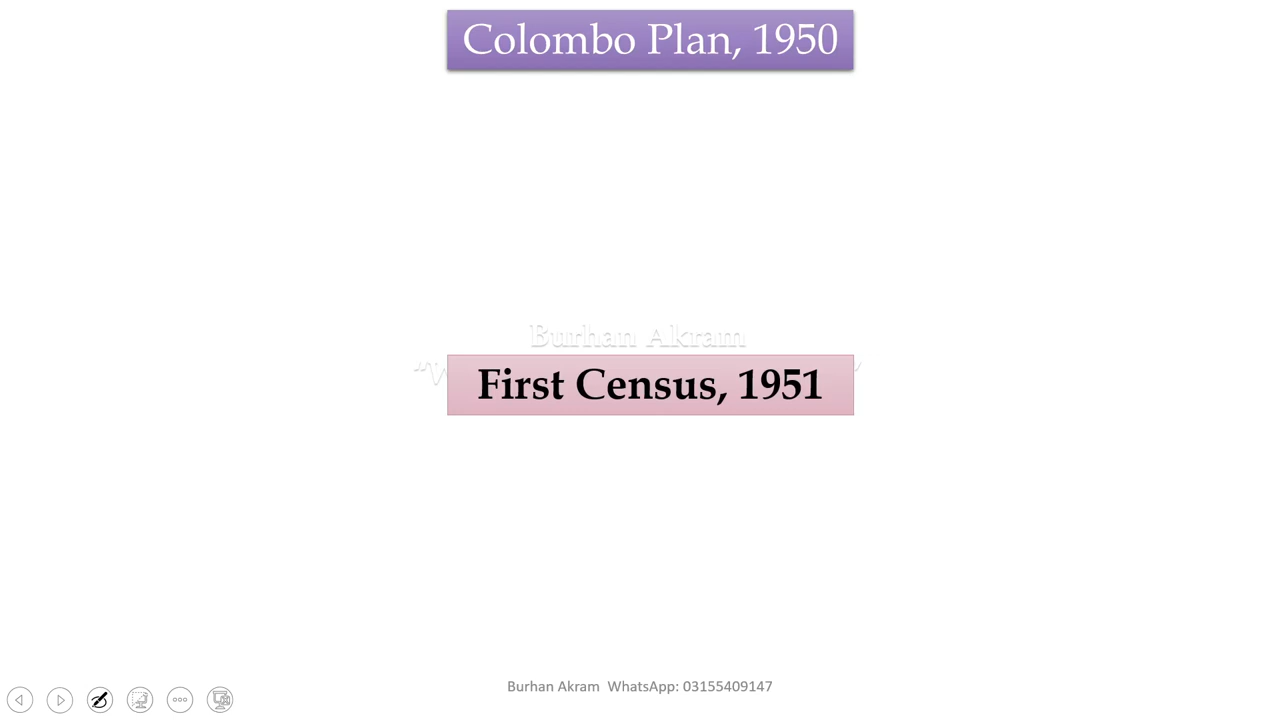 Colombo Plan, 1950
Burhan Akram
First Census, 1951
Burhan Akram WhatsApp: 03155409147